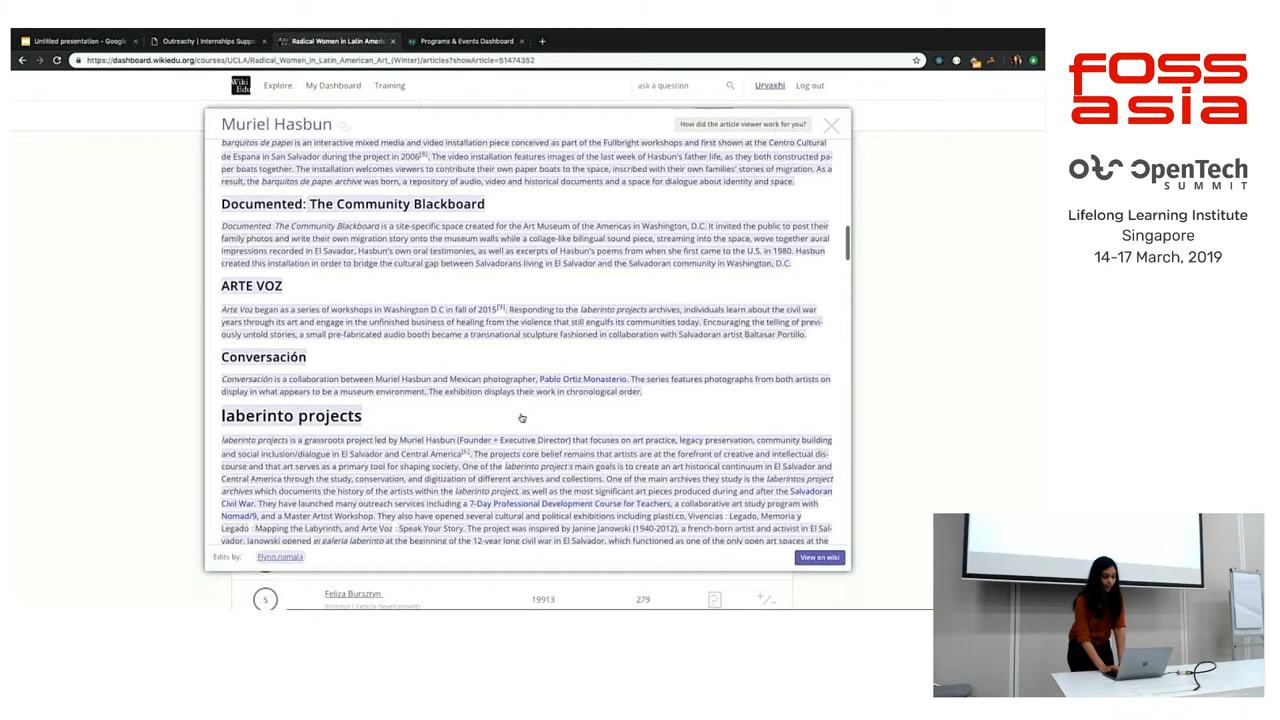 Untitled presentation - Google
Outreachy | Internships Supp
Radical Women in Latin Americ
Programs & Events Dashboard
https://dashboard.wikiedu.org/courses/UCLA/Radical_Women_in_Latin_American_Art_(Winter)/articles?showArticle=51474352
Wiki
Edu
Explore
My Dashboard
Training
ask a question
Urvaxhi
Log out
Muriel Hasbun
How did the article viewer work for you?
barquitos de papel is an interactive mixed media and video installation piece conceived as part of the Fullbright workshops and first shown at the Centro Cultural
de Espana in San Salvador during the project in 2006[8]. The video installation features images of the last week of Hasbun's father life, as they both constructed pa-
per boats together. The installation welcomes viewers to contribute their own paper boats to the space, inscribed with their own families' stories of migration. As a
result, the barquitos de papel archive was born, a repository of audio, video and historical documents and a space for dialogue about identity and space.
Documented: The Community Blackboard
Documented :The Community Blackboard is a site-specific space created for the Art Museum of the Americas in Washington, D.C. It invited the public to post their
family photos and write their own migration story onto the museum walls while a collage-like bilingual sound piece, streaming into the space, wove together aural
impressions recorded in El Savador, Hasbun's own oral testimonies, as well as excerpts of Hasbun's poems from when she first came to the U.S. in 1980. Hasbun
created this installation in order to bridge the cultural gap between Salvadorans living in El Salvador and the Salvadoran community in Washington, D.C.
ARTE VOZ
Arte Voz began as a series of workshops in Washington D.C in fall of 2015[9]. Responding to the laberinto projects archives, individuals learn about the civil war
years through its art and engage in the unfinished business of healing from the violence that still engulfs its communities today. Encouraging the telling of previ-
ously untold stories, a small pre-fabricated audio booth became a transnational sculpture fashioned in collaboration with Salvadoran artist Baltasar Portillo.
Conversación
Conversación is a collaboration between Muriel Hasbun and Mexican photographer, Pablo Ortiz Monasterio. The series features photographs from both artists on
display in what appears to be a museum environment. The exhibition displays their work in chronological order.
laberinto projects
laberinto projects is a grassroots project led by Muriel Hasbun (Founder + Executive Director) that focuses on art practice, legacy preservation, community building
and social inclusion/dialogue in El Salvador and Central America[6]. The projects core belief remains that artists are at the forefront of creative and intellectual dis-
course and that art serves as a primary tool for shaping society. One of the laberinto project's main goals is to create an art historical continuum in El Salvador and
Central America through the study, conservation, and digitization of different archives and collections. One of the main archives they study is the laberintos project
archives which documents the history of the artists within the laberinto project, as well as the most significant art pieces produced during and after the Salvadoran
Civil War. They have launched many outreach services including a 7-Day Professional Development Course for Teachers, a collaborative art study program with
Nomad/9, and a Master Artist Workshop. They also have opened several cultural and political exhibitions including plasti.co, Vivencias : Legado, Memoria y
Legado : Mapping the Labyrinth, and Arte Voz : Speak Your Story. The project was inspired by Janine Janowski (1940-2012), a french-born artist and activist in El Sal-
vador. Janowski opened el galeria laberinto at the beginning of the 12-year long civil war in El Salvador, which functioned as one of the only open art spaces at the
Edits by:
Flynn.namala
View on wiki
5
Feliza Bursztyn
(history) | (article development)
19913
279
+/-
FOSS
asia
OpenTech
SUMMIT
Lifelong Learning Institute
Singapore
14-17 March, 2019